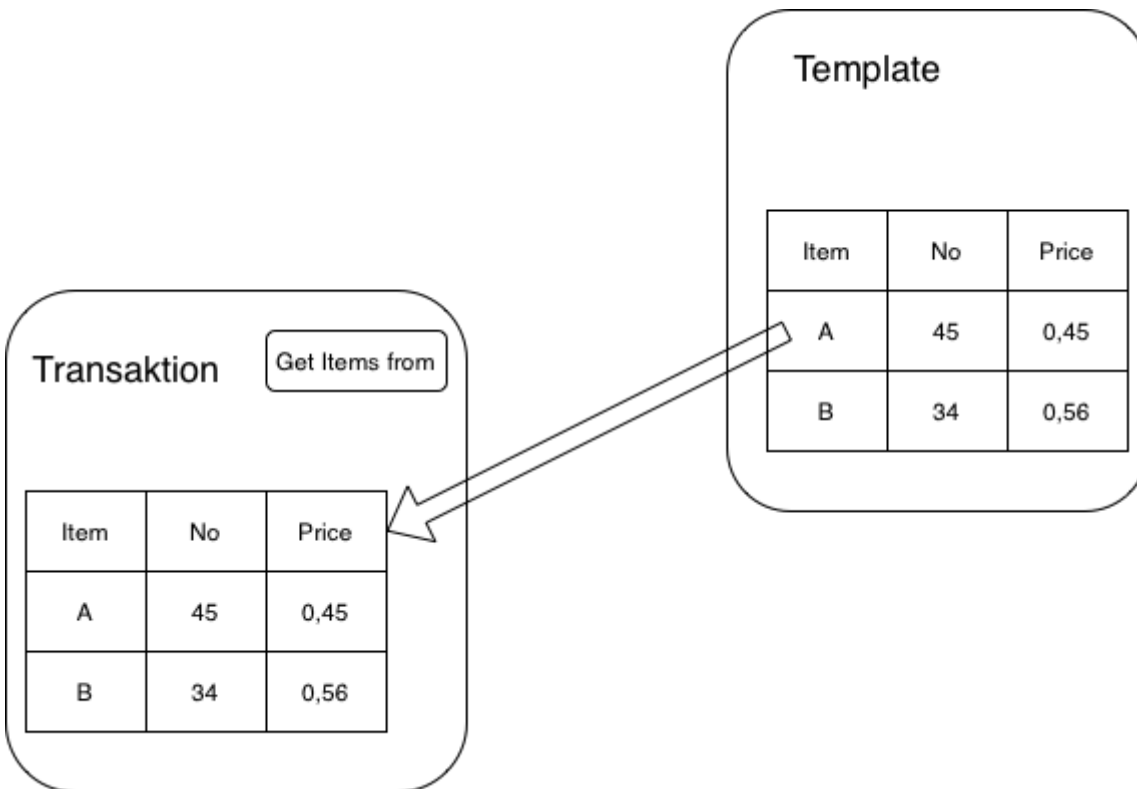 Template
Item No Price
A 45 0,45
B 34 0,56
Transaktion
Get Items from
Item No Price
A 45 0,45
B 34 0,56